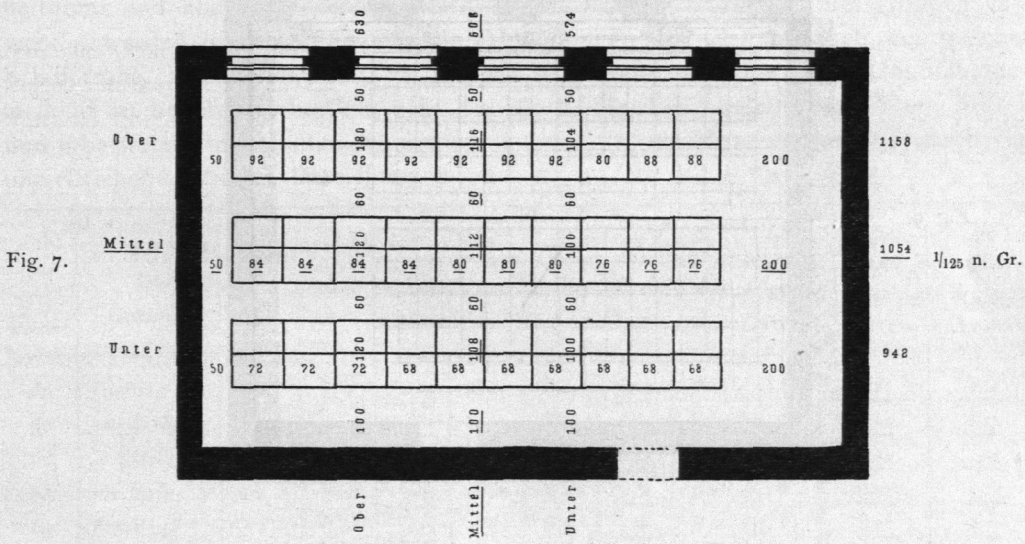 630 606 574
50 50 50
Ober 120 116 104 1158
50 92 92 92 92 92 92 92 88 88 88 200
60 60 60
Mittel 120 112 100 1054
Fig. 7. 50 84 84 84 84 80 80 80 76 76 76 200 1/125 n. Gr.
60 60 60
Unter 120 108 100 942
50 72 72 72 68 68 68 68 68 68 68 200
100 100 100
Ober Mittel Unter